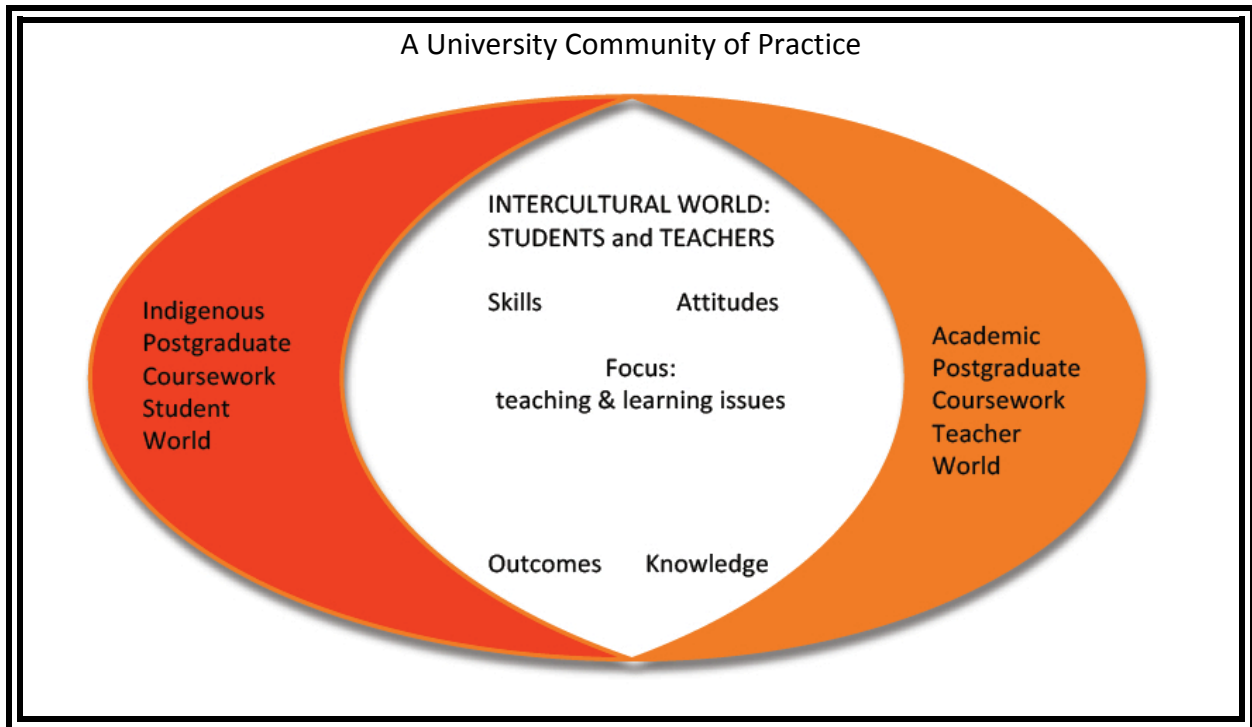 A University Community of Practice
INTERCULTURAL WORLD:
STUDENTS and TEACHERS
Skills Attitudes
Focus:
teaching & learning issues
Outcomes Knowledge
Indigenous
Postgraduate
Coursework
Student
World
Academic
Postgraduate
Coursework
Teacher
World